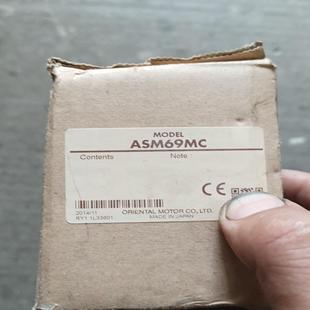 MODEL
ASM69MC
Contents Note
CE
2014/11
ORIENTAL MOTOR CO., LTD.
MADE IN JAPAN